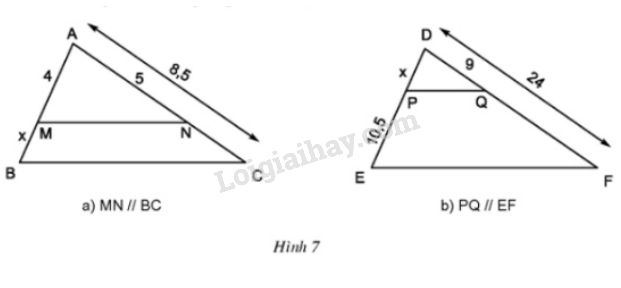 A
4
5
8,5
x
M
N
B
C
a) MN // BC
D
x
9
24
P
Q
10,5
E
F
b) PQ // EF
Loigiaihay.com
Hình 7